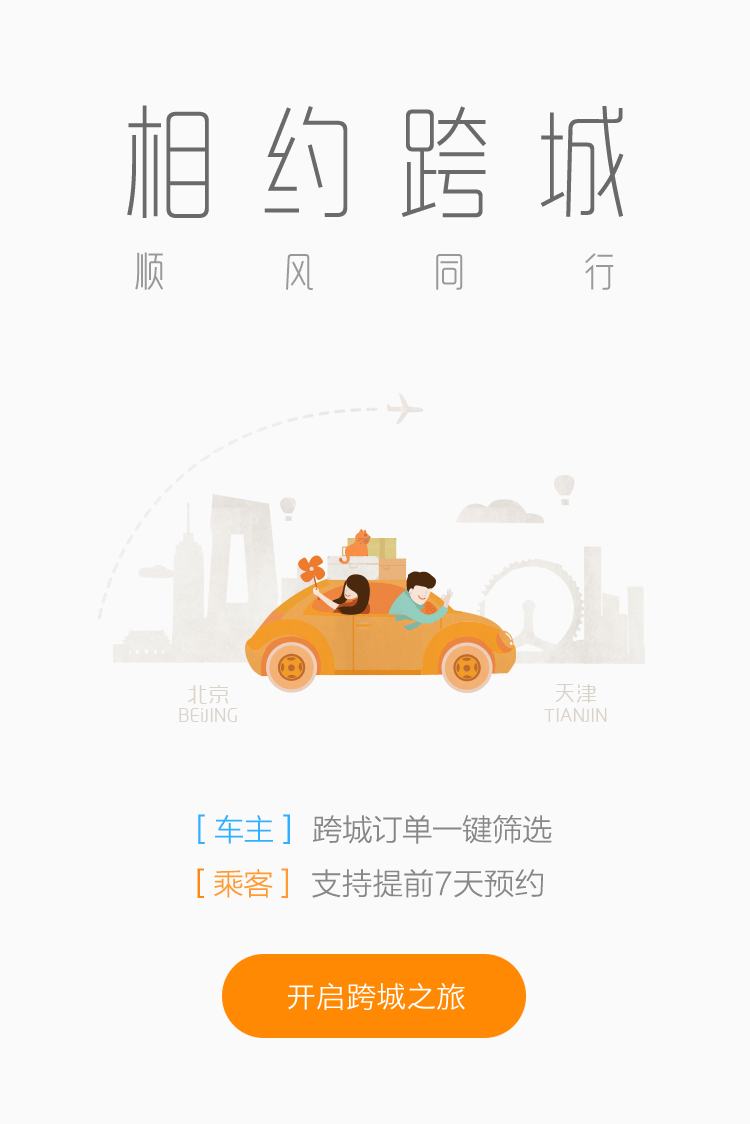 相约跨城
顺风同行
北京
BEIJING
天津
TIANJIN
[车主] 跨城订单一键筛选
[乘客] 支持提前7天预约
开启跨城之旅